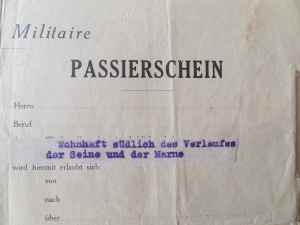 Militaire
PASSIERSCHEIN
Herrn
Beruf
Wohnhaft südlich des Verlaufes
der Seine und der Marne
wird hiermit erlaubt sich
von
nach
über